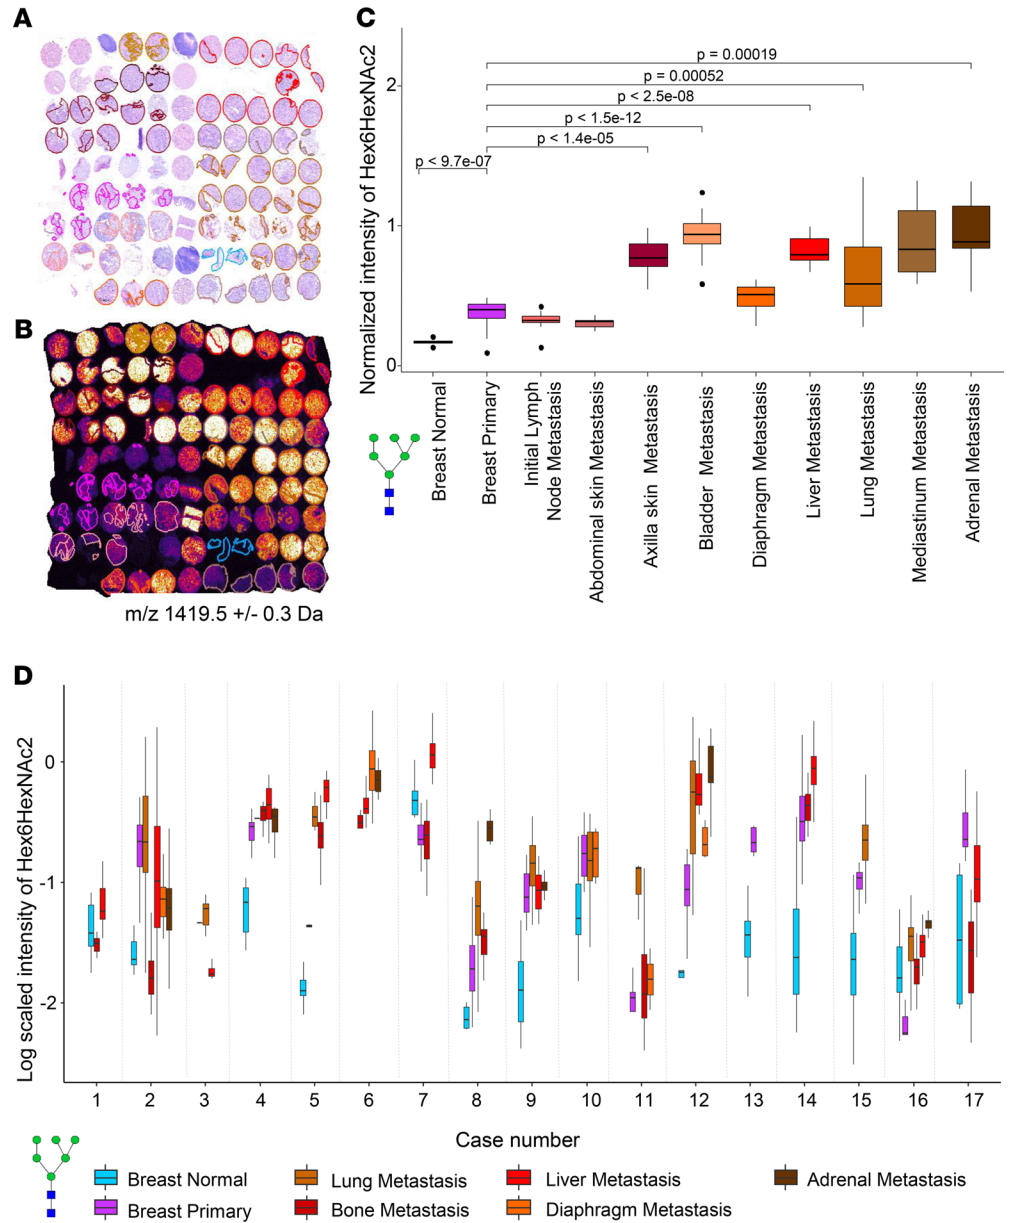 A
B
m/z 1419.5 +/- 0.3 Da
C
Normalized intensity of Hex6HexNAc2
2
1
0
p = 0.00019
p = 0.00052
p < 2.5e-08
p < 1.5e-12
p < 1.4e-05
p < 9.7e-07
Breast Normal
Breast Primary
Initial Lymph
Node Metastasis
Abdominal skin Metastasis
Axilla skin Metastasis
Bladder Metastasis
Diaphragm Metastasis
Liver Metastasis
Lung Metastasis
Mediastinum Metastasis
Adrenal Metastasis
D
Log scaled intensity of Hex6HexNAc2
0
-1
-2
1 2 3 4 5 6 7 8 9 10 11 12 13 14 15 16 17
Case number
Breast Normal Lung Metastasis Liver Metastasis Adrenal Metastasis
Breast Primary Bone Metastasis Diaphragm Metastasis